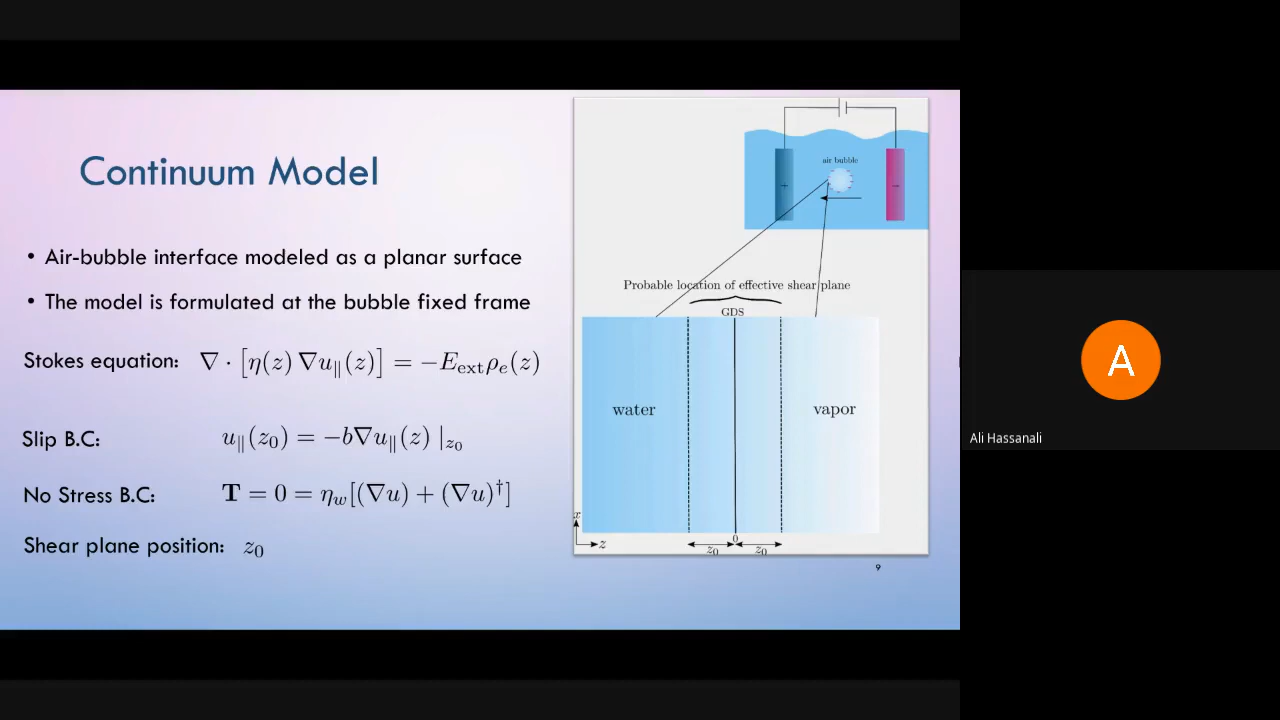 Continuum Model
• Air-bubble interface modeled as a planar surface
• The model is formulated at the bubble fixed frame
Stokes equation: ∇ · [η(z) ∇u∥(z)] = −E_ext ρ_e(z)
Slip B.C: u∥(z₀) = −b∇u∥(z) |_z₀
No Stress B.C: T = 0 = η_w[(∇u) + (∇u)†]
Shear plane position: z₀
air bubble
+
−
Probable location of effective shear plane
GDS
water
vapor
x
z
z₀
0
z₀
9
A
Ali Hassanali